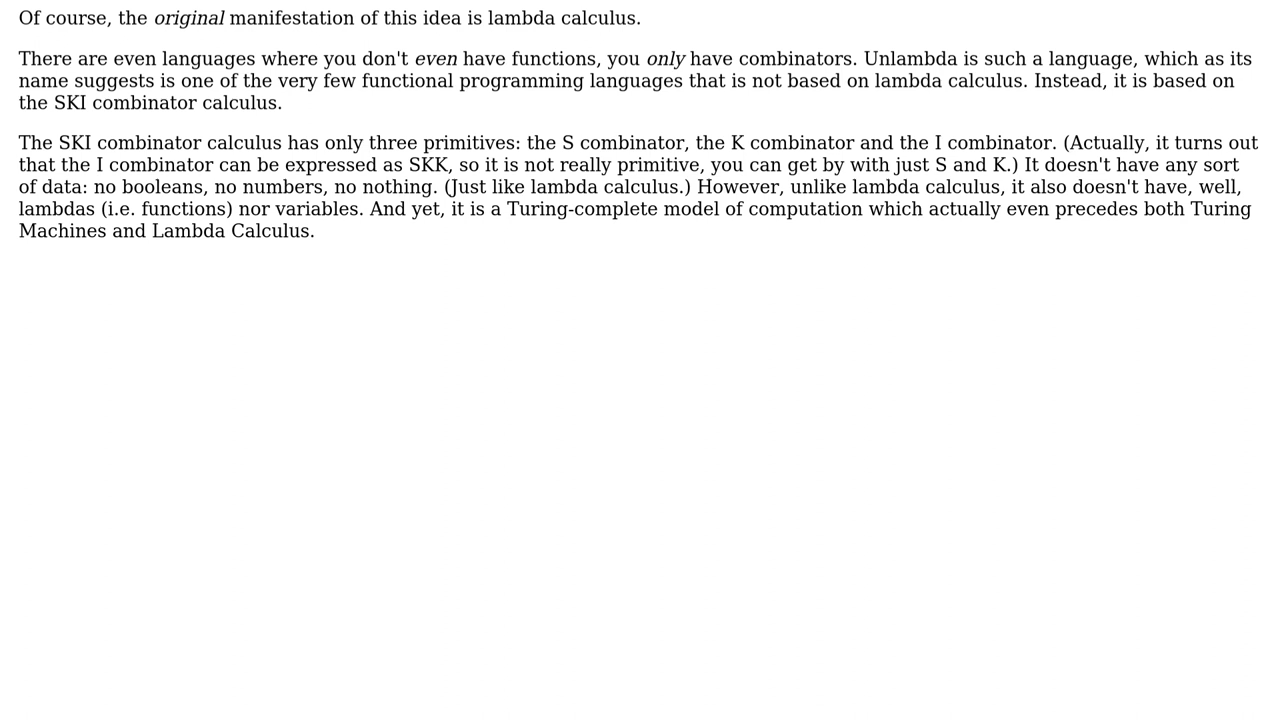 Of course, the original manifestation of this idea is lambda calculus.
There are even languages where you don't even have functions, you only have combinators. Unlambda is such a language, which as its
name suggests is one of the very few functional programming languages that is not based on lambda calculus. Instead, it is based on
the SKI combinator calculus.
The SKI combinator calculus has only three primitives: the S combinator, the K combinator and the I combinator. (Actually, it turns out
that the I combinator can be expressed as SKK, so it is not really primitive, you can get by with just S and K.) It doesn't have any sort
of data: no booleans, no numbers, no nothing. (Just like lambda calculus.) However, unlike lambda calculus, it also doesn't have, well,
lambdas (i.e. functions) nor variables. And yet, it is a Turing-complete model of computation which actually even precedes both Turing
Machines and Lambda Calculus.